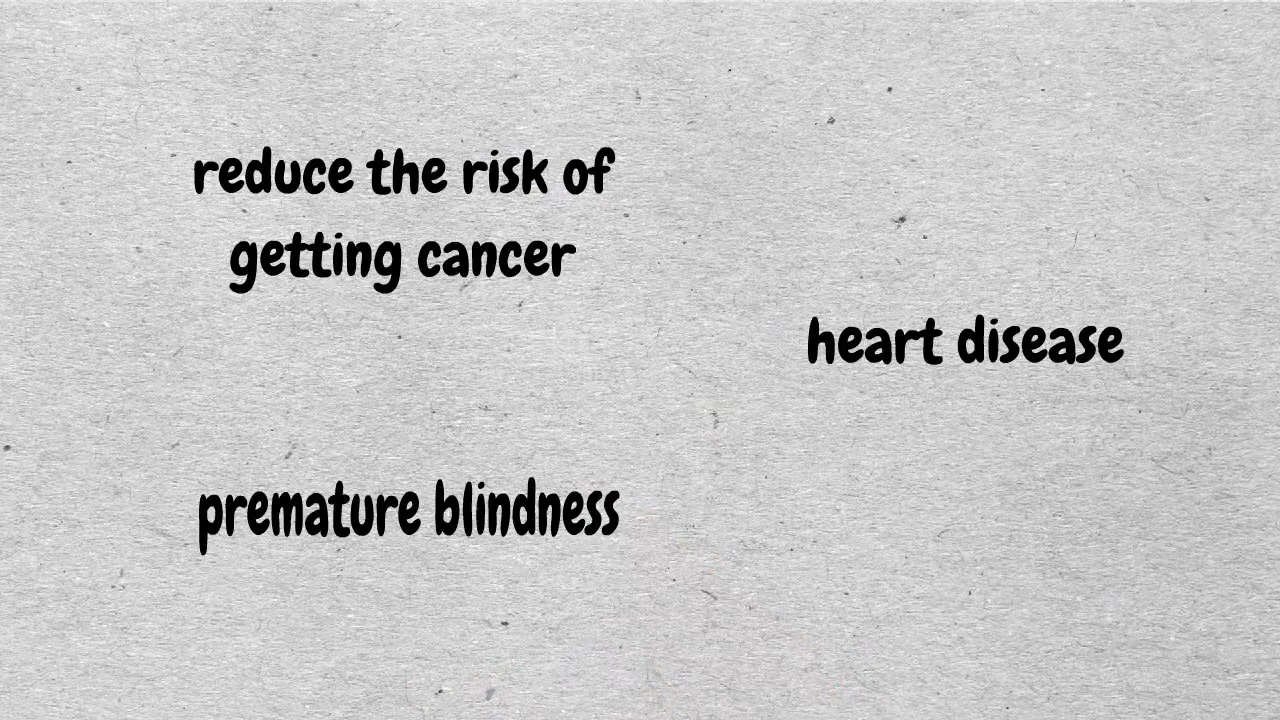 reduce the risk of
getting cancer
heart disease
premature blindness